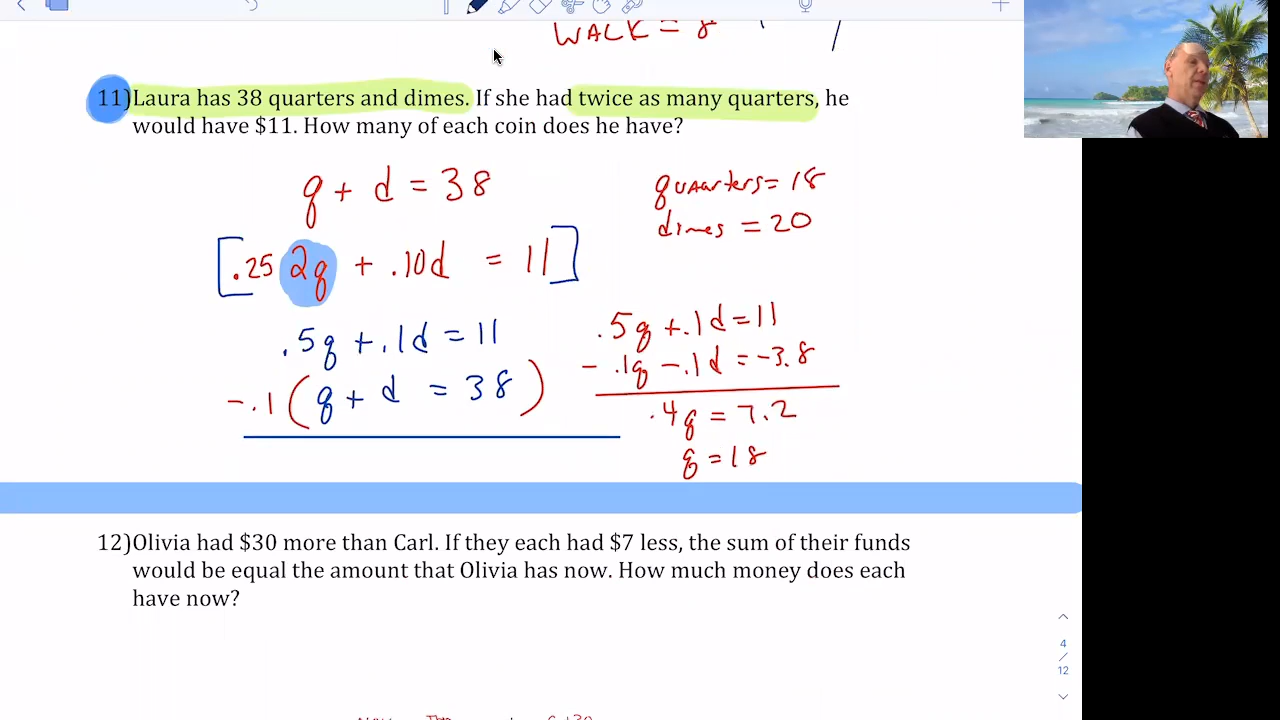 WALK = 8
11) Laura has 38 quarters and dimes. If she had twice as many quarters, he
would have $11. How many of each coin does he have?
q + d = 38
[.25 2q + .10d = 11]
.5q + .1d = 11
-.1 ( q + d = 38 )
quaarters = 18
dimes = 20
.5q + .1d = 11
- .1q - .1d = -3.8
.4q = 7.2
q = 18
12) Olivia had $30 more than Carl. If they each had $7 less, the sum of their funds
would be equal the amount that Olivia has now. How much money does each
have now?
4
/
12